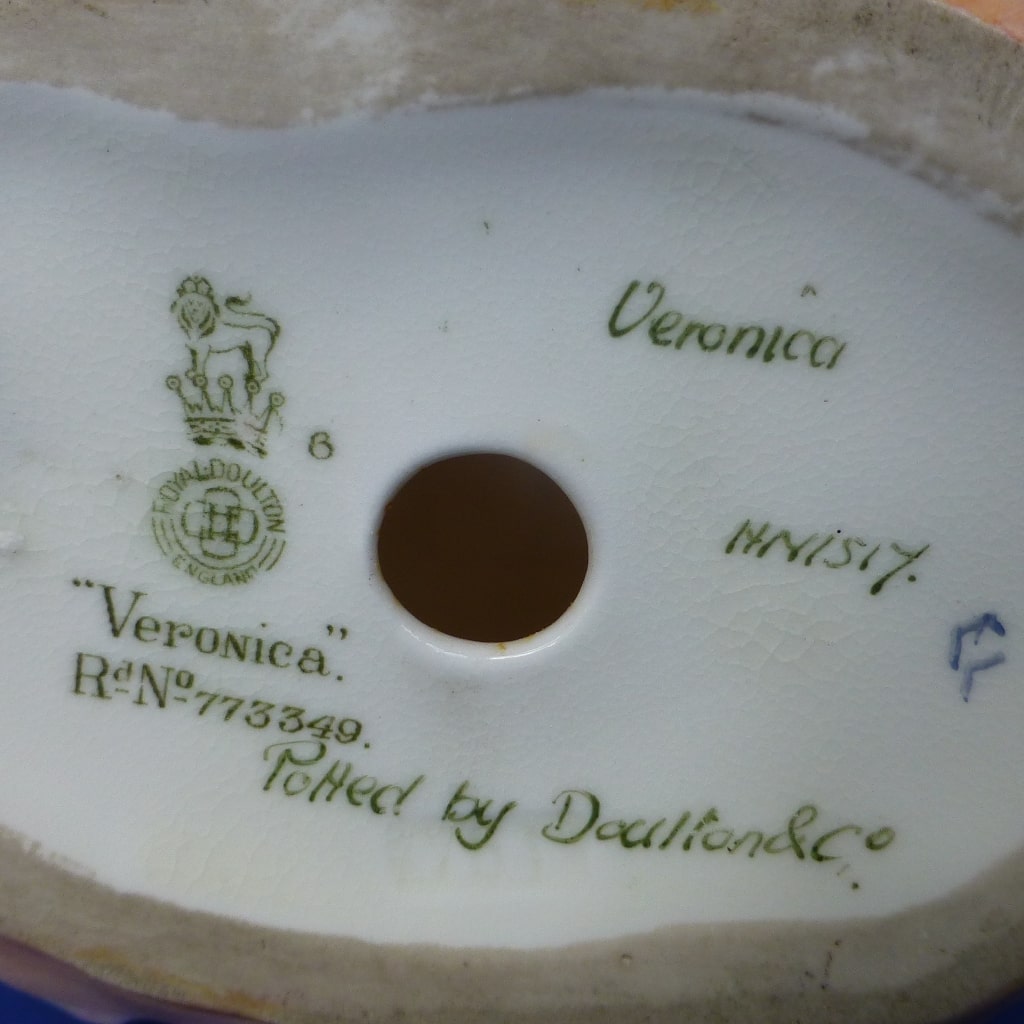 Veronica
6
ROYAL DOULTON
ENGLAND
HN1517.
"Veronica".
Rd No 773349.
Potted by Doulton & Co.